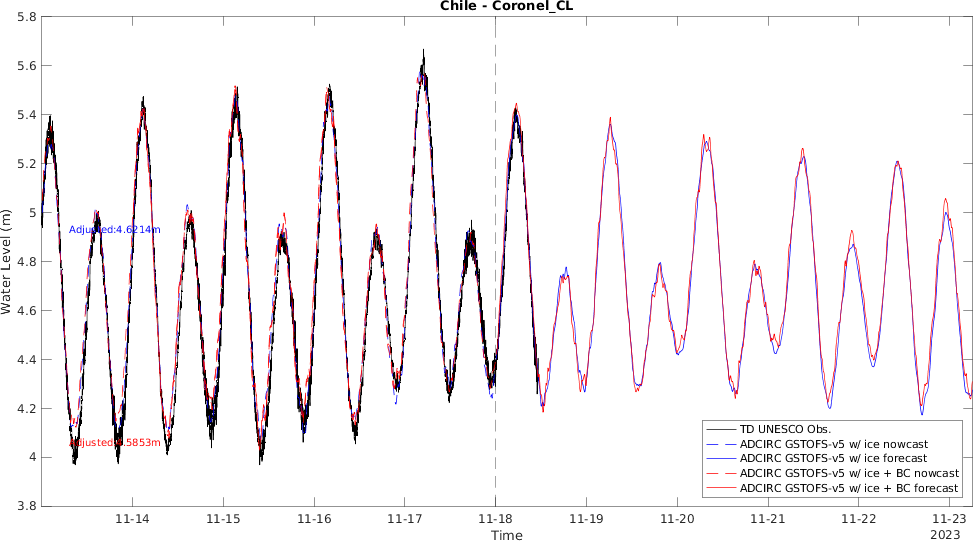 Chile - Coronel_CL
5.8
5.6
5.4
5.2
5
4.8
4.6
4.4
4.2
4
3.8
Water Level (m)
Adjusted:4.6214m
Adjusted:4.5853m
TD UNESCO Obs.
ADCIRC GSTOFS-v5 w/ ice nowcast
ADCIRC GSTOFS-v5 w/ ice forecast
ADCIRC GSTOFS-v5 w/ ice + BC nowcast
ADCIRC GSTOFS-v5 w/ ice + BC forecast
11-14 11-15 11-16 11-17 11-18 11-19 11-20 11-21 11-22 11-23
Time
2023